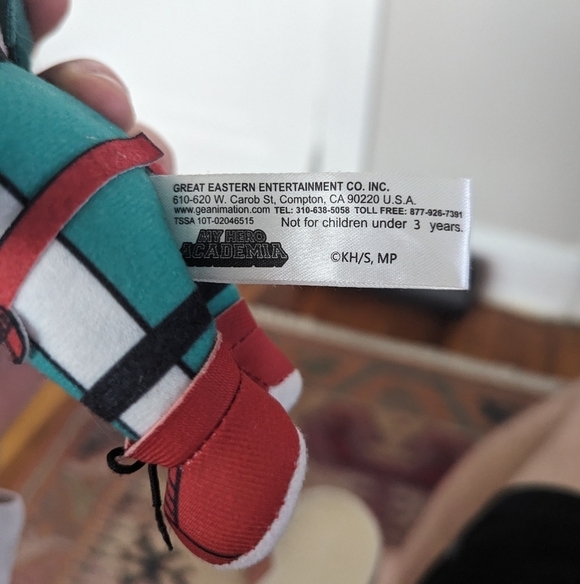 GREAT EASTERN ENTERTAINMENT CO. INC.
610-620 W. Carob St, Compton, CA 90220 U.S.A.
www.geanimation.com TEL: 310-638-5058 TOLL FREE: 877-926-7391
TSSA 10T-02046515 Not for children under 3 years.
MY HERO
ACADEMIA
©KH/S, MP